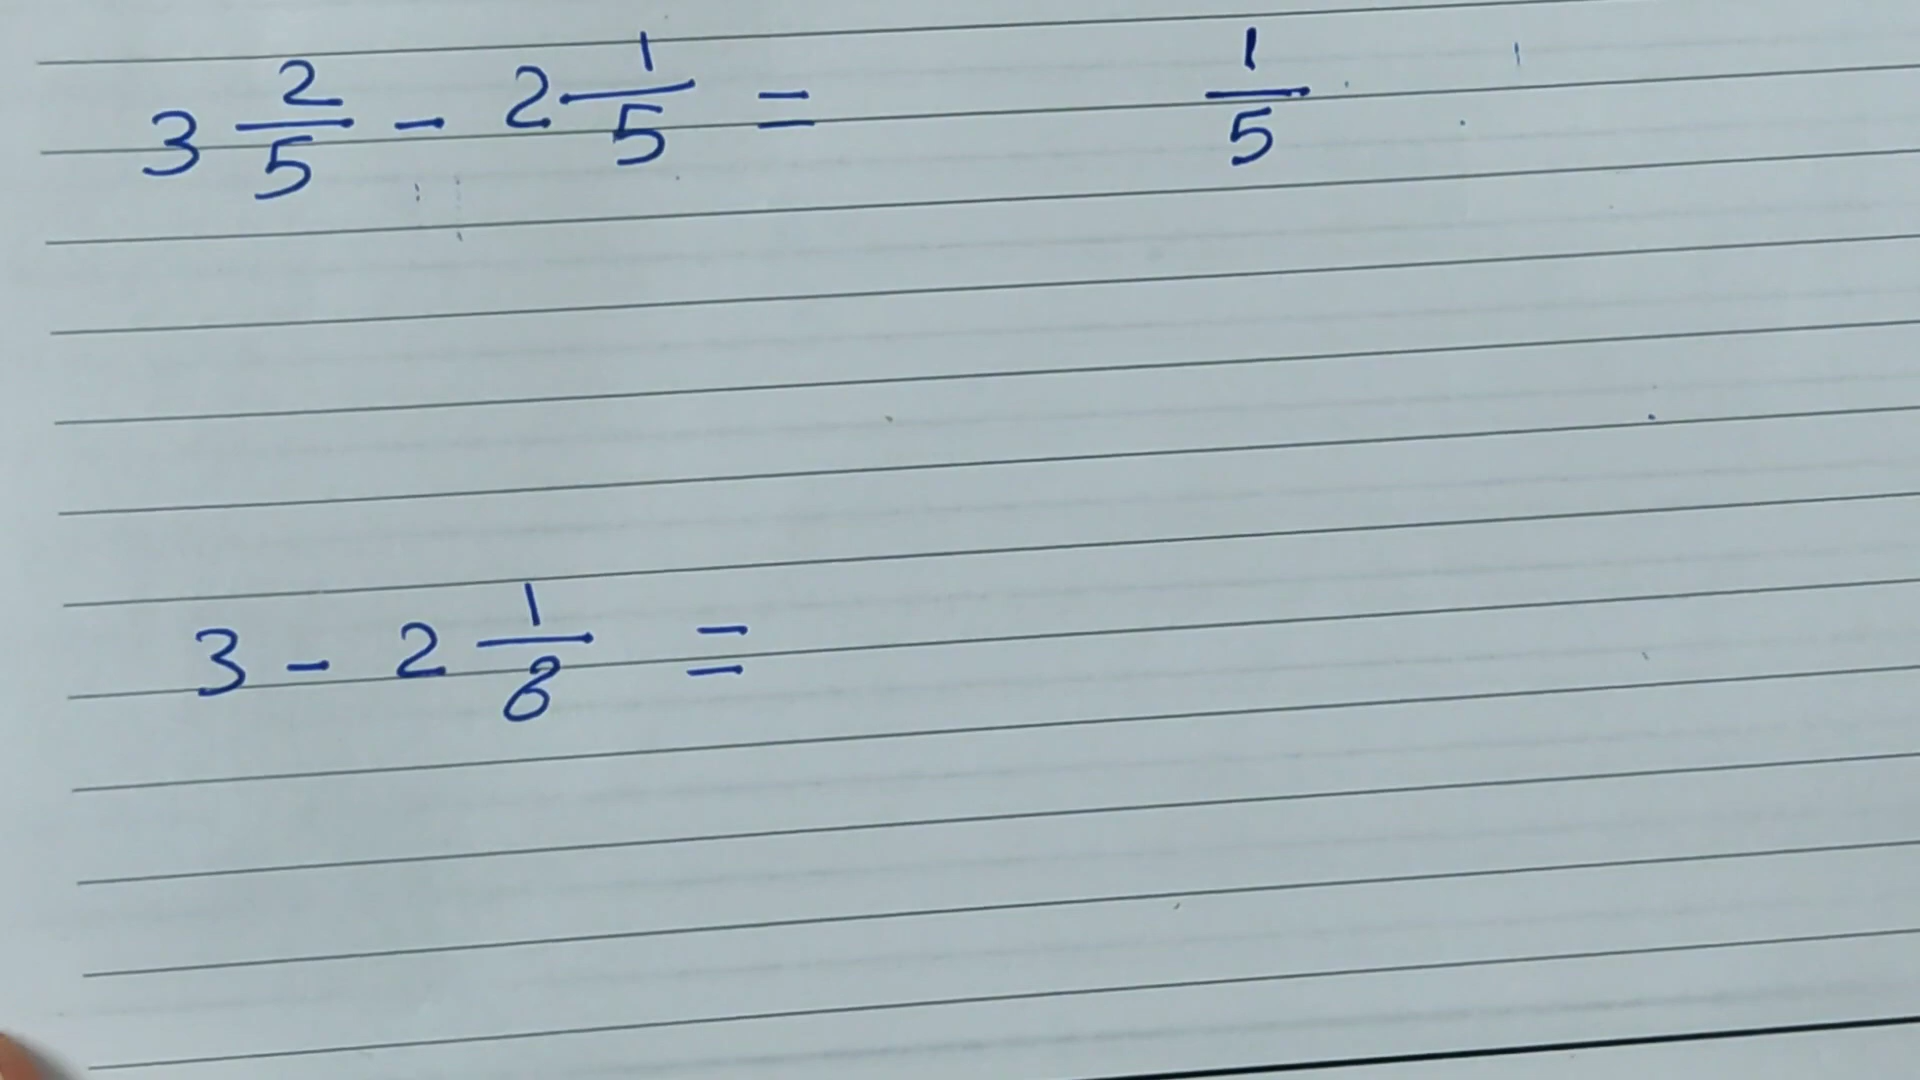 3 2/5 - 2 1/5 = 1/5
3 - 2 1/8 =